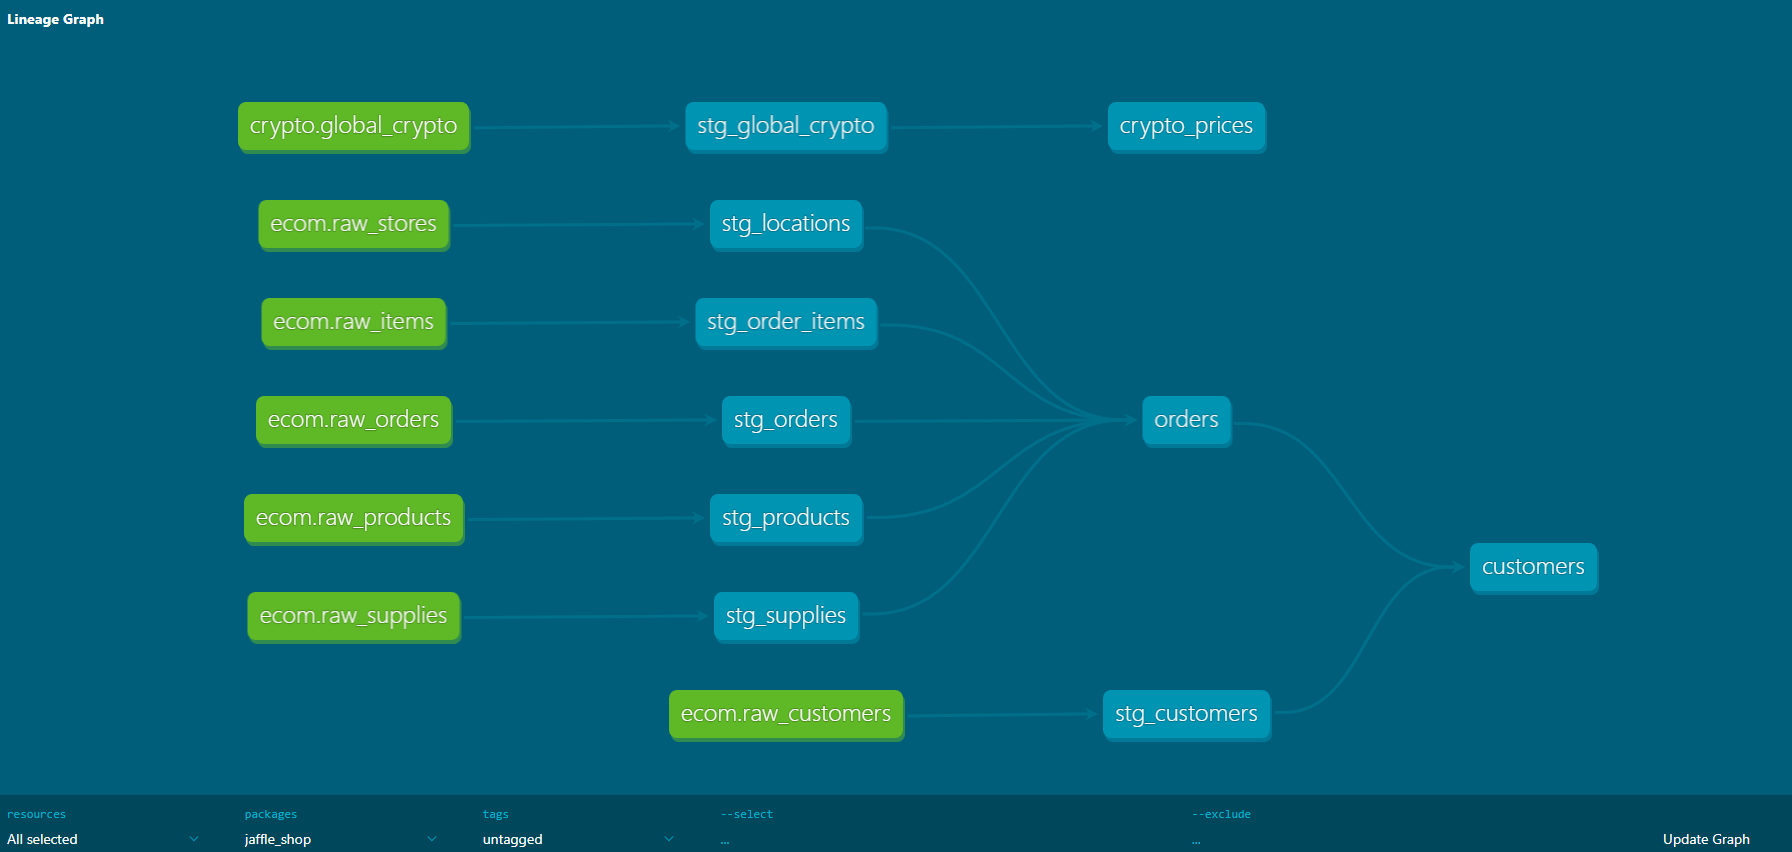 Lineage Graph
crypto.global_crypto
stg_global_crypto
crypto_prices
ecom.raw_stores
stg_locations
ecom.raw_items
stg_order_items
ecom.raw_orders
stg_orders
orders
ecom.raw_products
stg_products
customers
ecom.raw_supplies
stg_supplies
ecom.raw_customers
stg_customers
resources
packages
tags
--select
--exclude
All selected
jaffle_shop
untagged
...
...
Update Graph